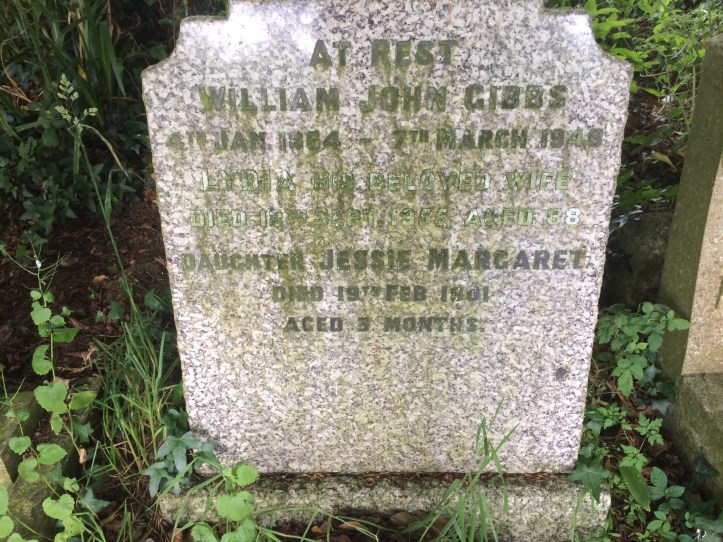 AT REST
WILLIAM JOHN GIBBS
4TH JAN 1864 - 7TH MARCH 1948
LYDIA HIS BELOVED WIFE
DIED 12TH SEPT 1954 AGED 88
DAUGHTER JESSIE MARGARET
DIED 19TH FEB 1901
AGED 3 MONTHS.